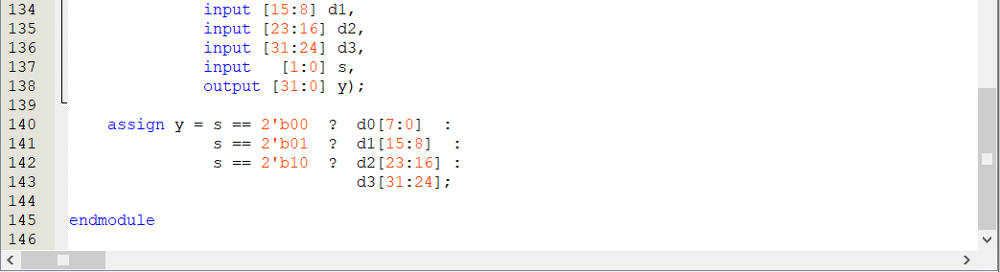 134 input [15:8] d1,
135 input [23:16] d2,
136 input [31:24] d3,
137 input [1:0] s,
138 output [31:0] y);
139
140 assign y = s == 2'b00 ? d0[7:0] :
141 s == 2'b01 ? d1[15:8] :
142 s == 2'b10 ? d2[23:16] :
143 d3[31:24];
144
145 endmodule
146